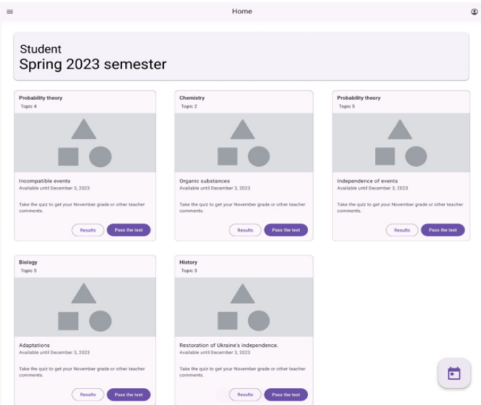 Home
Student
Spring 2023 semester
Probability theory
Topic 4
Incompatible events
Available until December 3, 2023
Take the quiz to get your November grade or other teacher
comments.
Results
Pass the test
Chemistry
Topic 2
Organic substances
Available until December 3, 2023
Take the quiz to get your November grade or other teacher
comments.
Results
Pass the test
Probability theory
Topic 5
Independence of events
Available until December 3, 2023
Take the quiz to get your November grade or other teacher
comments.
Results
Pass the test
Biology
Topic 5
Adaptations
Available until December 3, 2023
Take the quiz to get your November grade or other teacher
comments.
Results
Pass the test
History
Topic 3
Restoration of Ukraine's independence.
Available until December 3, 2023
Take the quiz to get your November grade or other teacher
comments.
Results
Pass the test